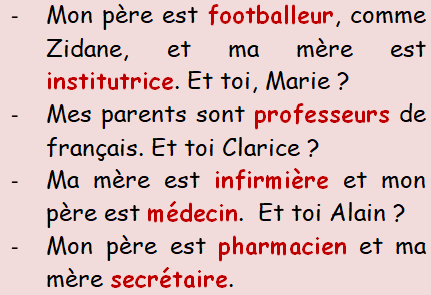 - Mon père est footballeur, comme
Zidane, et ma mère est
institutrice. Et toi, Marie ?
- Mes parents sont professeurs de
français. Et toi Clarice ?
- Ma mère est infirmière et mon
père est médecin. Et toi Alain ?
- Mon père est pharmacien et ma
mère secrétaire.